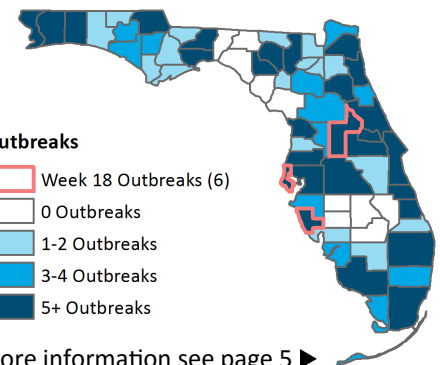 utbreaks
Week 18 Outbreaks (6)
0 Outbreaks
1-2 Outbreaks
3-4 Outbreaks
5+ Outbreaks
ore information see page 5 ►